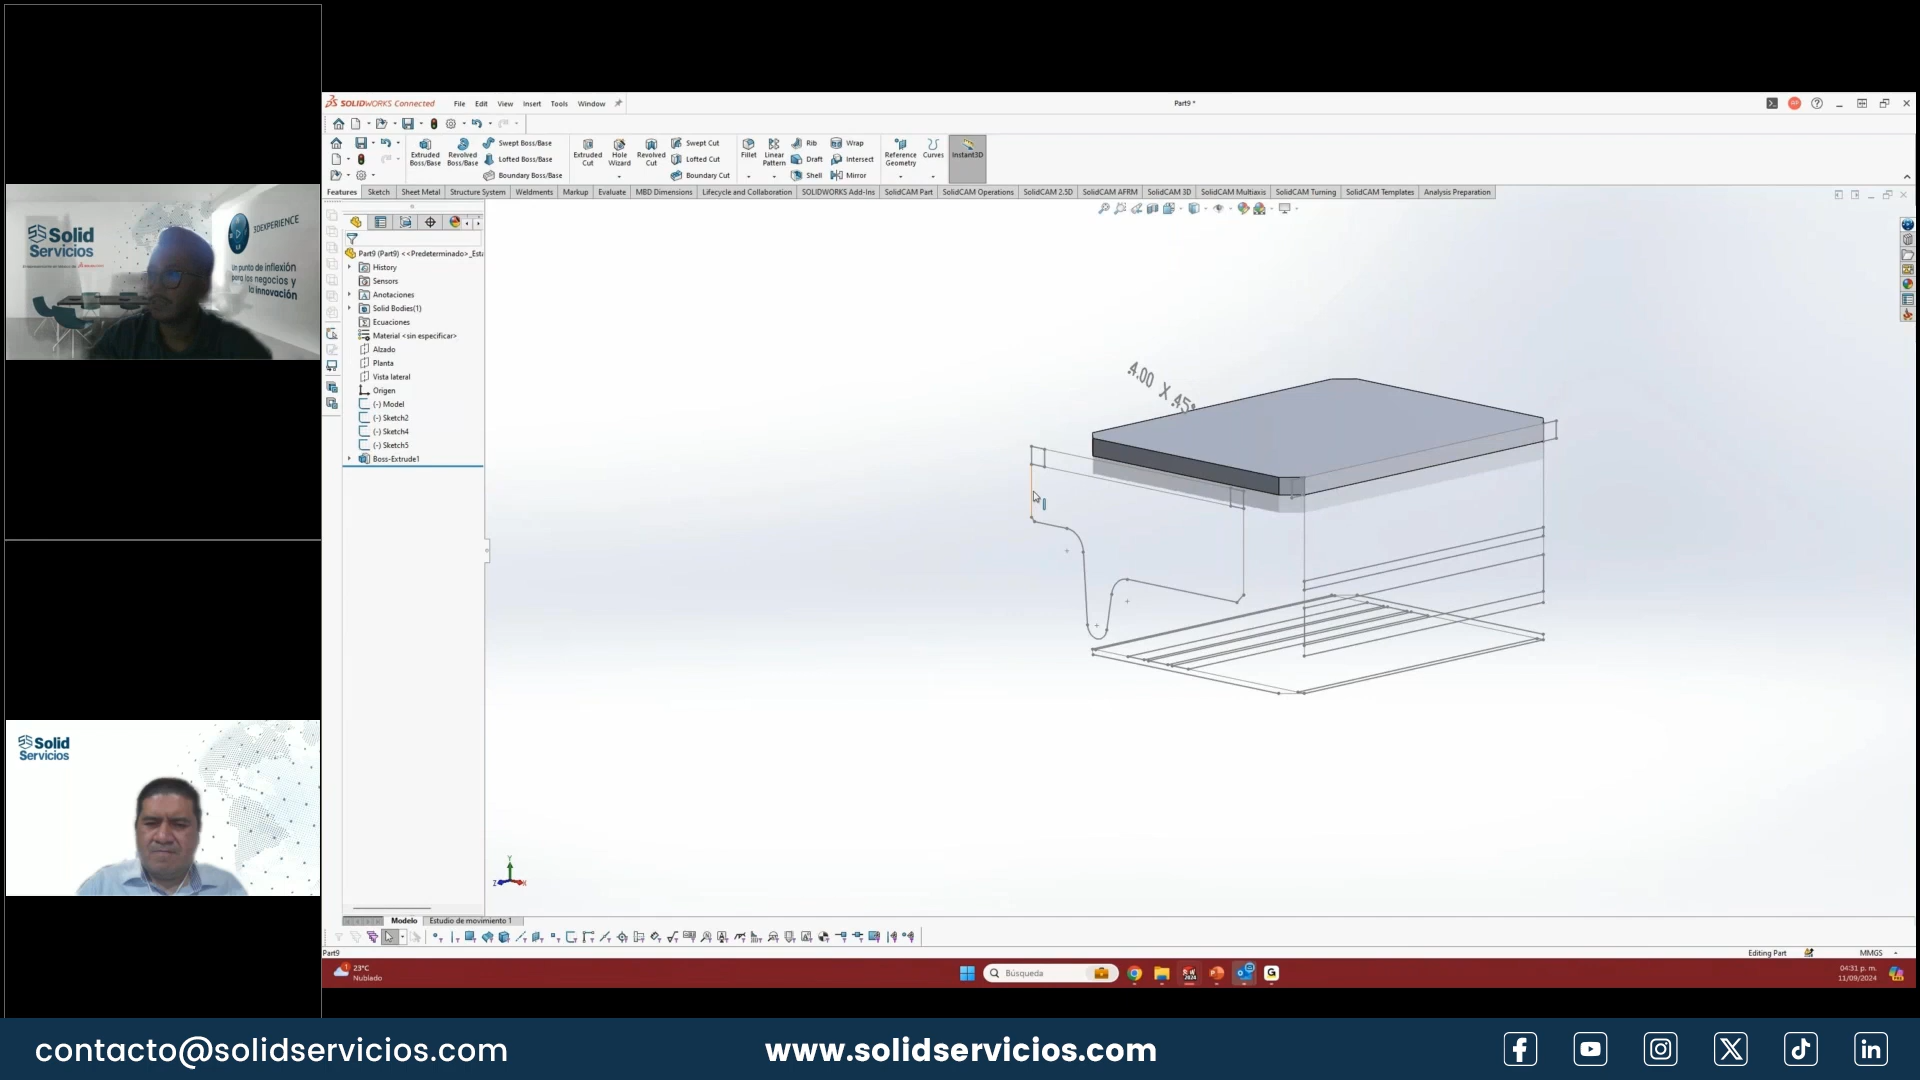 Solid
Servicios
3DEXPERIENCE
Un punto de inflexión
para los negocios y
la innovación
Solid
Servicios
SOLIDWORKS Connected
File Edit View Insert Tools Window
Part9 *
Extruded Boss/Base
Revolved Boss/Base
Swept Boss/Base
Lofted Boss/Base
Boundary Boss/Base
Extruded Cut
Hole Wizard
Revolved Cut
Swept Cut
Lofted Cut
Boundary Cut
Fillet
Linear Pattern
Rib
Draft
Shell
Wrap
Intersect
Mirror
Reference Geometry
Curves
Instant3D
Features Sketch Sheet Metal Structure System Weldments Markup Evaluate MBD Dimensions Lifecycle and Collaboration SOLIDWORKS Add-Ins SolidCAM Part SolidCAM Operations SolidCAM 2.5D SolidCAM AFRM SolidCAM 3D SolidCAM Multiaxis SolidCAM Turning SolidCAM Templates Analysis Preparation
Part9 (Part9) <<Predeterminado>_Esta
History
Sensors
Anotaciones
Solid Bodies(1)
Ecuaciones
Material <sin especificar>
Alzado
Planta
Vista lateral
Origen
(-) Model
(-) Sketch2
(-) Sketch4
(-) Sketch5
Boss-Extrude1
4.00 X 45°
Y
Z
X
Modelo Estudio de movimiento 1
Part9
Editing Part
MMGS
23°C
Nublado
Búsqueda
04:31 p. m.
11/09/2024
contacto@solidservicios.com
www.solidservicios.com